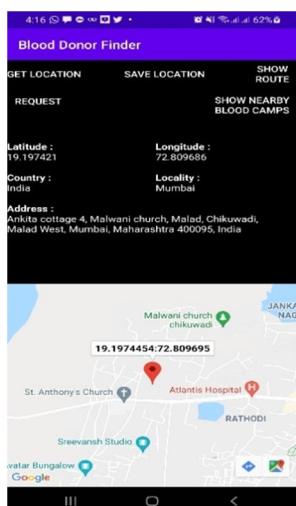 4:16 62%
Blood Donor Finder
GET LOCATION SAVE LOCATION SHOW ROUTE
REQUEST SHOW NEARBY BLOOD CAMPS
Latitude : Longitude :
19.197421 72.809686
Country : Locality :
India Mumbai
Address :
Ankita cottage 4, Malwani church, Malad, Chikuwadi,
Malad West, Mumbai, Maharashtra 400095, India
JANKA
NAG
Malwani church
chikuwadi
19.1974454:72.809695
St. Anthony's Church
Atlantis Hospital
RATHODI
Sreevansh Studio
vatar Bungalow
Google